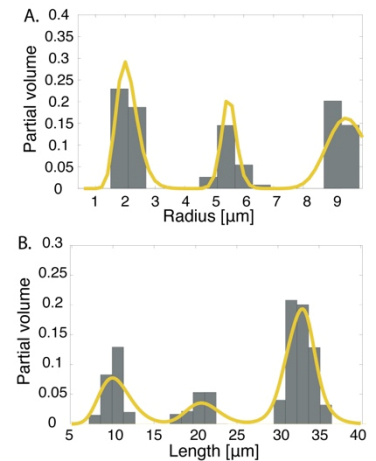 A.
Partial volume
0.4
0.35
0.3
0.25
0.2
0.15
0.1
0.05
0
1 2 3 4 5 6 7 8 9
Radius [µm]
B.
Partial volume
0.3
0.25
0.2
0.15
0.1
0.05
0
5 10 15 20 25 30 35 40
Length [µm]